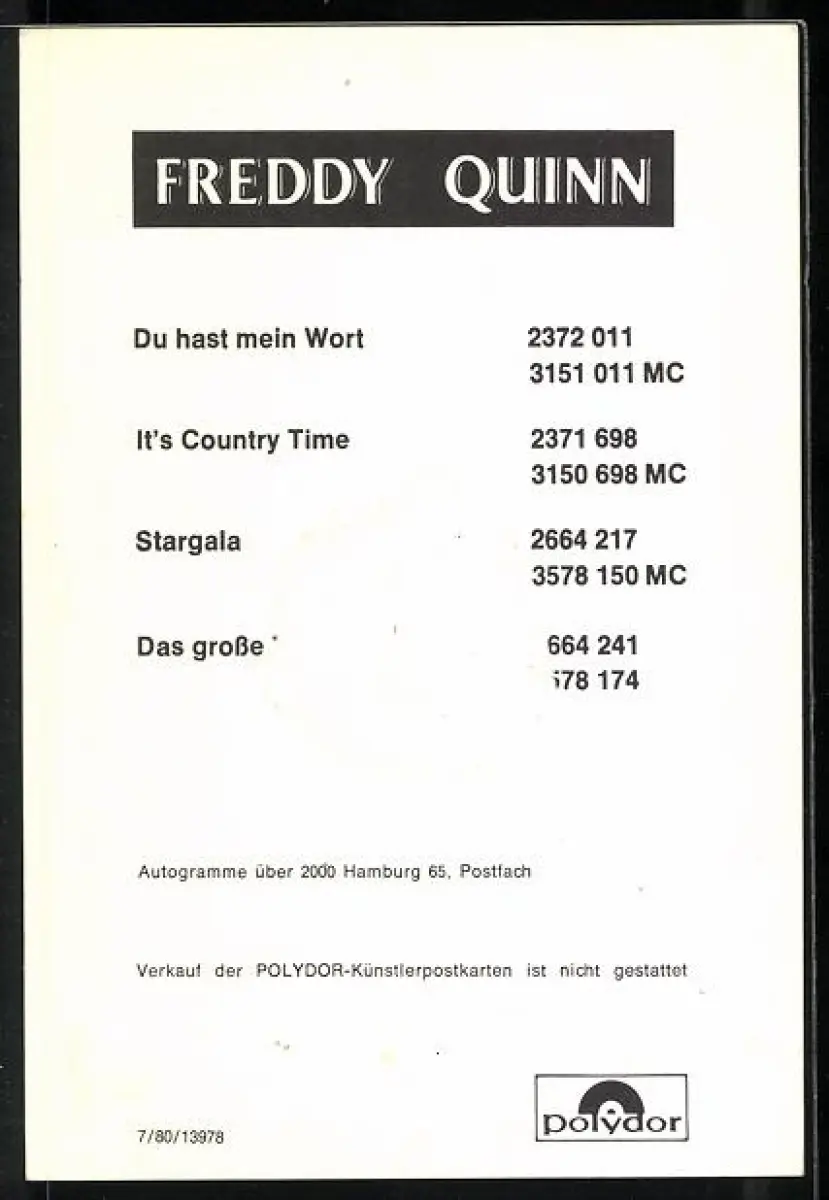 FREDDY QUINN
Du hast mein Wort 2372 011
3151 011 MC
It's Country Time 2371 698
3150 698 MC
Stargala 2664 217
3578 150 MC
Das große 664 241
578 174
Autogramme über 2000 Hamburg 65, Postfach
Verkauf der POLYDOR-Künstlerpostkarten ist nicht gestattet
7/80/13978
polydor